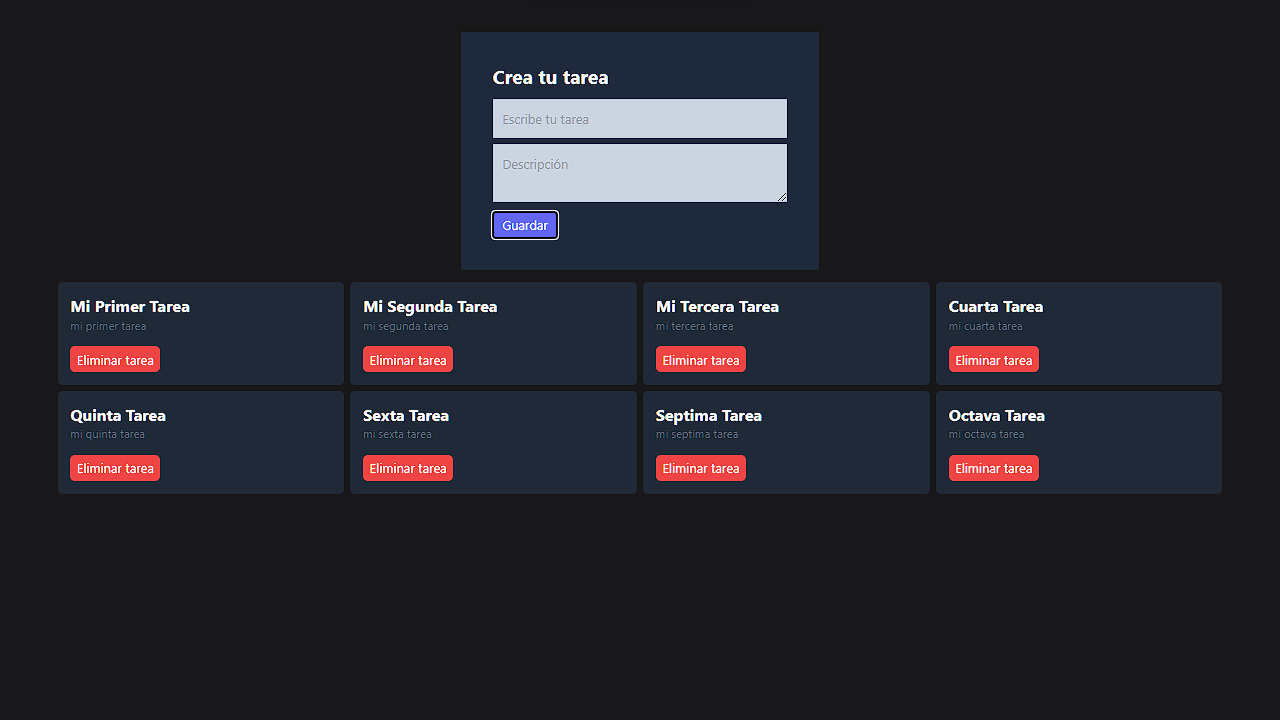 Crea tu tarea
Escribe tu tarea
Descripción
Guardar
Mi Primer Tarea
mi primer tarea
Eliminar tarea
Mi Segunda Tarea
mi segunda tarea
Eliminar tarea
Mi Tercera Tarea
mi tercera tarea
Eliminar tarea
Cuarta Tarea
mi cuarta tarea
Eliminar tarea
Quinta Tarea
mi quinta tarea
Eliminar tarea
Sexta Tarea
mi sexta tarea
Eliminar tarea
Septima Tarea
mi septima tarea
Eliminar tarea
Octava Tarea
mi octava tarea
Eliminar tarea